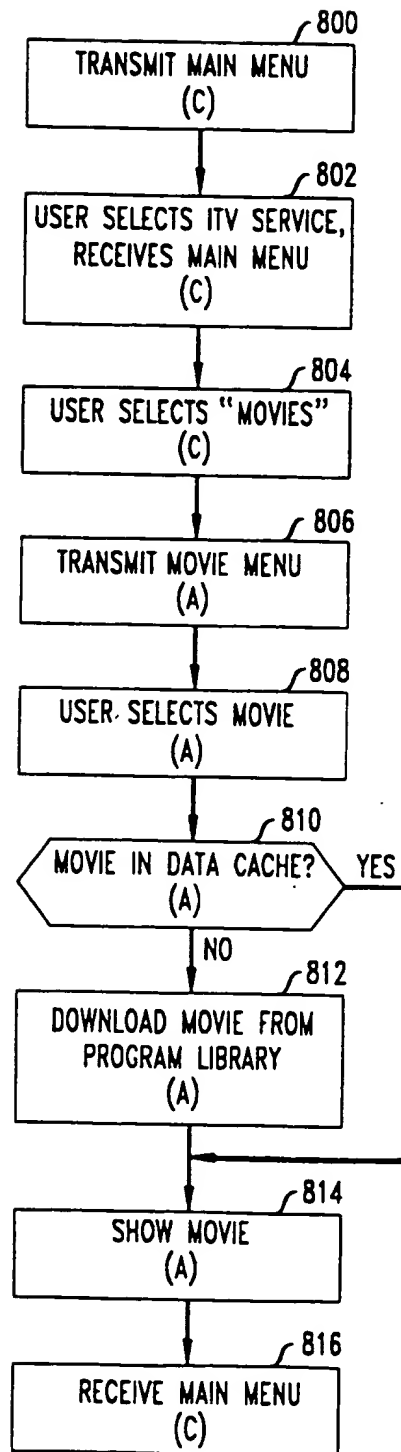 800
TRANSMIT MAIN MENU
(C)
802
USER SELECTS ITV SERVICE,
RECEIVES MAIN MENU
(C)
804
USER SELECTS "MOVIES"
(C)
806
TRANSMIT MOVIE MENU
(A)
808
USER SELECTS MOVIE
(A)
810
MOVIE IN DATA CACHE?
(A)
YES
NO
812
DOWNLOAD MOVIE FROM
PROGRAM LIBRARY
(A)
814
SHOW MOVIE
(A)
816
RECEIVE MAIN MENU
(C)